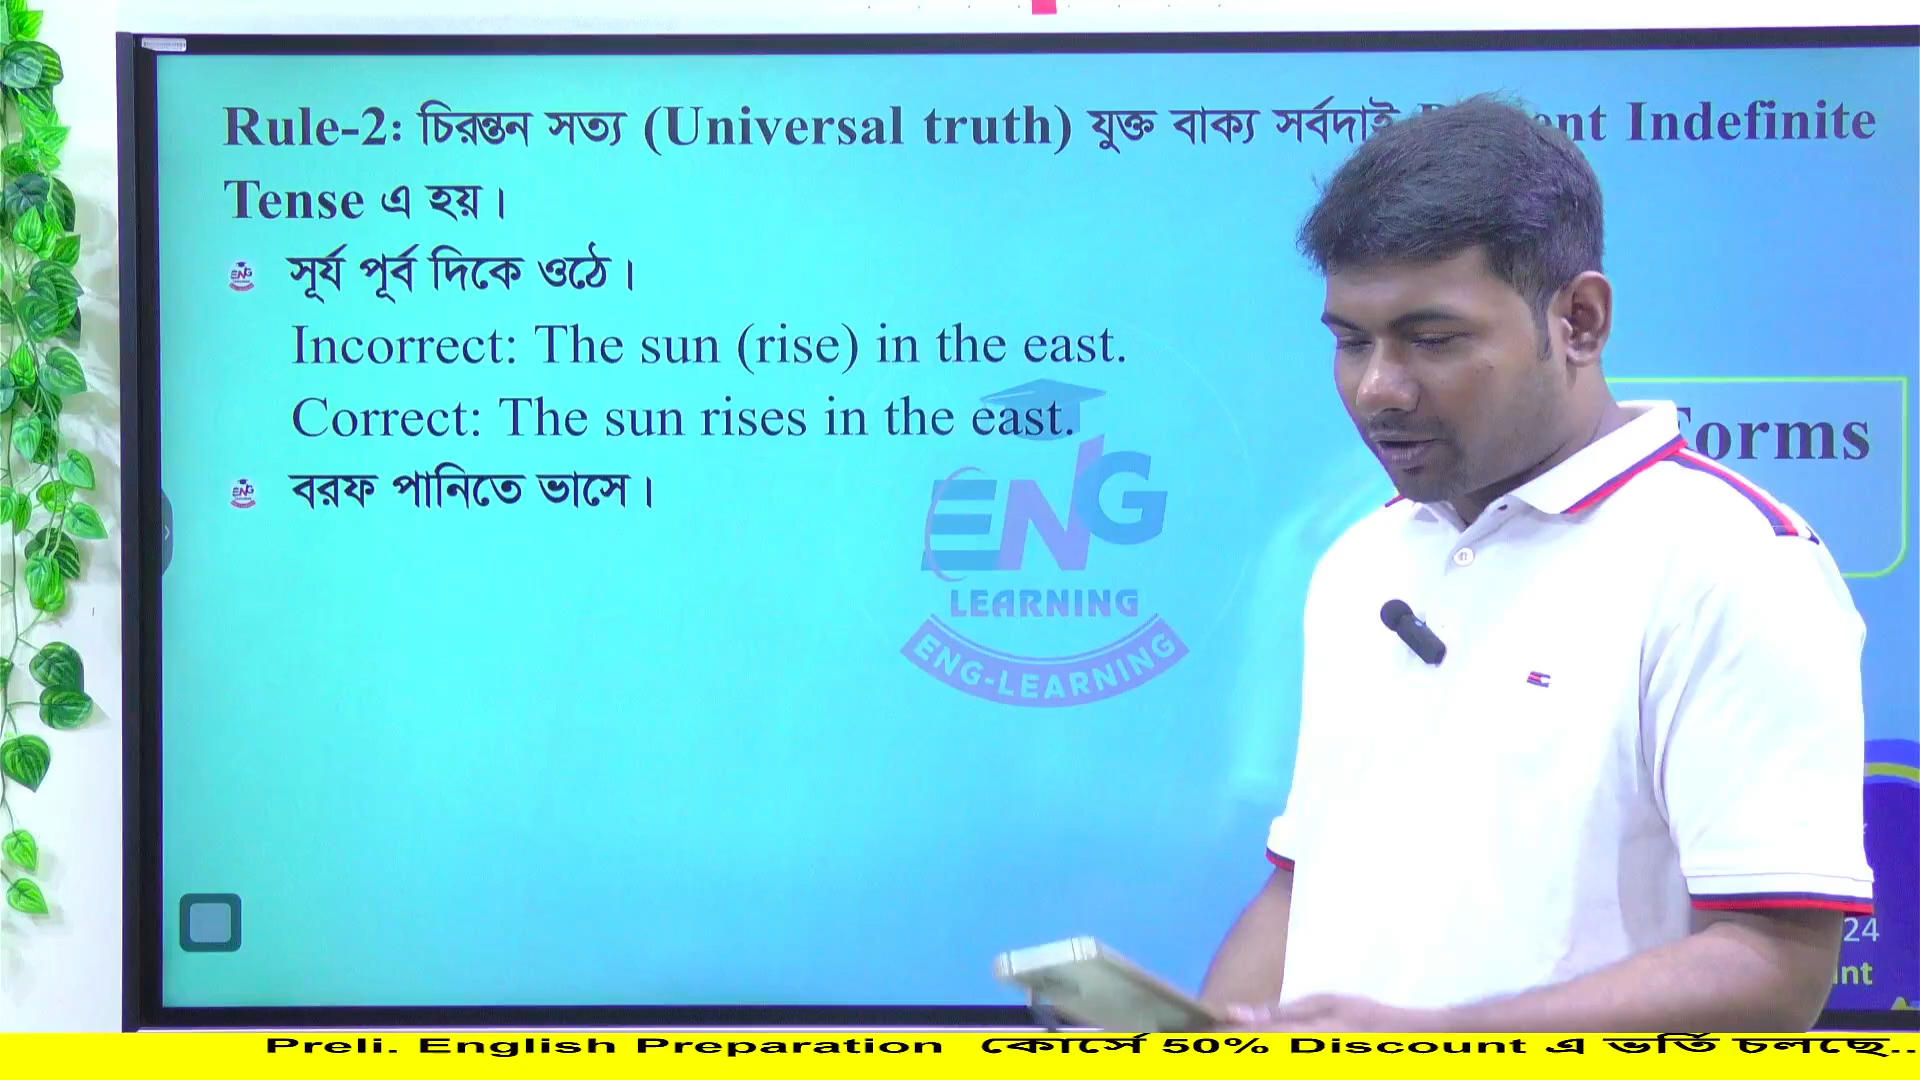 Rule-2: চিরন্তন সত্য (Universal truth) যুক্ত বাক্য সর্বদাই Indefinite
Tense এ হয়।
সূর্য পূর্ব দিকে ওঠে।
Incorrect: The sun (rise) in the east.
Correct: The sun rises in the east.
orms
বরফ পানিতে ভাসে।
ENG
LEARNING
ENG-LEARNING
24
Preli. English Preparation কোর্সে 50% Discount এ ভর্তি চলছে..